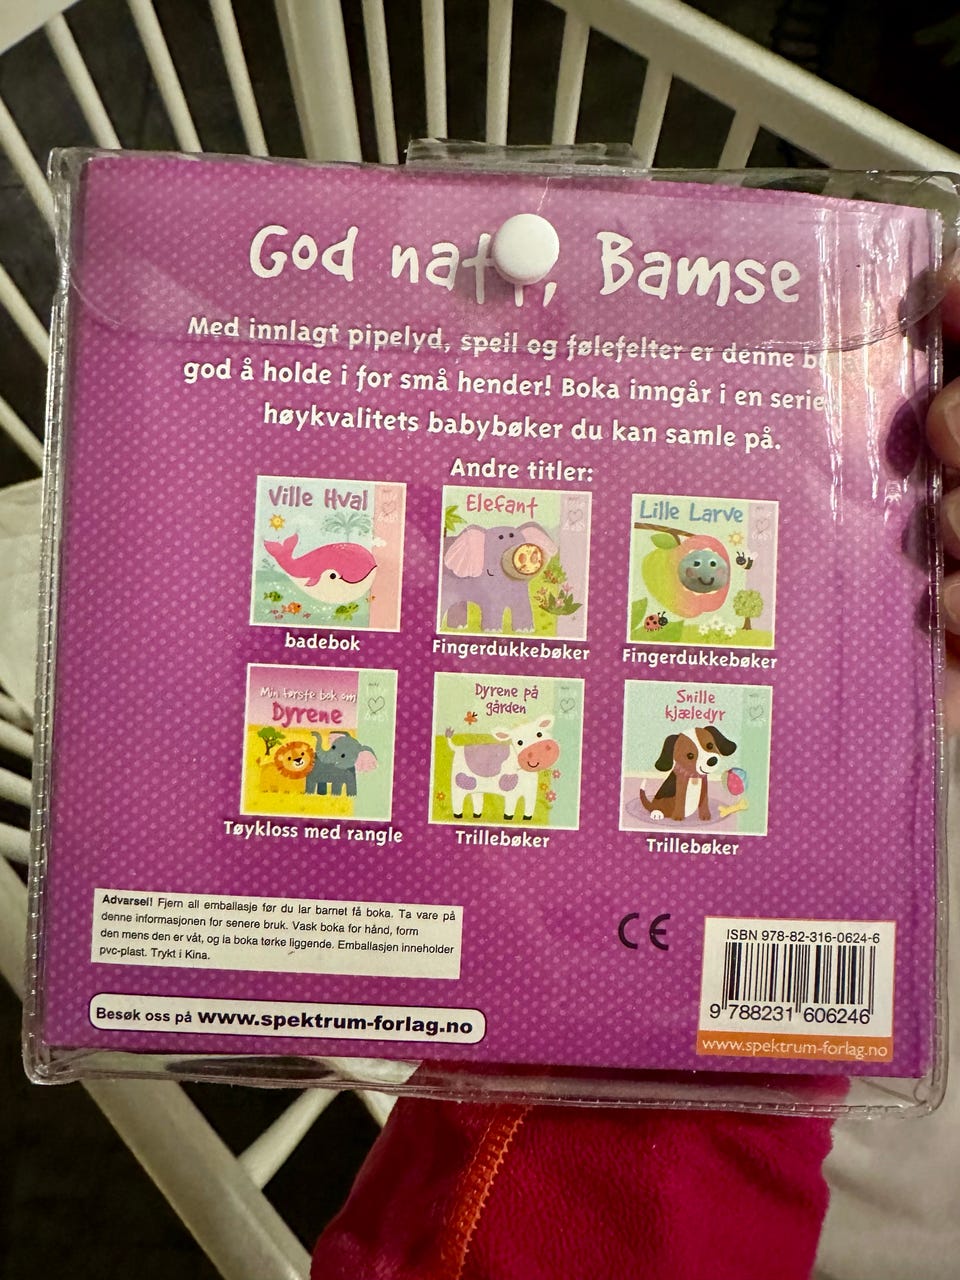 God natt, Bamse
Med innlagt pipelyd, speil og følefelter er denne
god å holde i for små hender! Boka inngår i en serie
høykvalitets babybøker du kan samle på.
Andre titler:
Ville Hval
badebok
Elefant
Fingerdukkebøker
Lille Larve
Fingerdukkebøker
Min første bok om
Dyrene
Tøykloss med rangle
Dyrene på
gården
Trillebøker
Snille
kjæledyr
Trillebøker
Advarsel! Fjern all emballasje før du lar barnet få boka. Ta vare på
denne informasjonen for senere bruk. Vask boka for hånd, form
den mens den er våt, og la boka tørke liggende. Emballasjen inneholder
pvc-plast. Trykt i Kina.
Besøk oss på www.spektrum-forlag.no
CE
ISBN 978-82-316-0624-6
9 788231 606246
www.spektrum-forlag.no